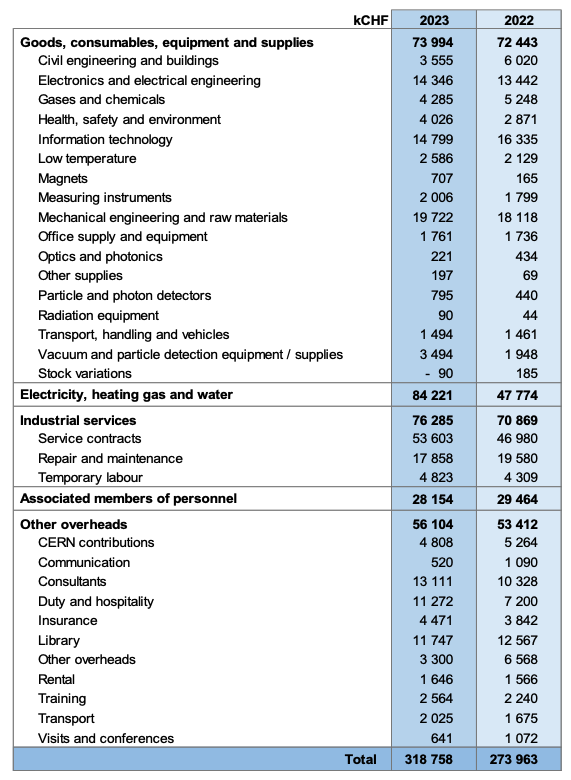 kCHF 2023 2022
Goods, consumables, equipment and supplies 73 994 72 443
Civil engineering and buildings 3 555 6 020
Electronics and electrical engineering 14 346 13 442
Gases and chemicals 4 285 5 248
Health, safety and environment 4 026 2 871
Information technology 14 799 16 335
Low temperature 2 586 2 129
Magnets 707 165
Measuring instruments 2 006 1 799
Mechanical engineering and raw materials 19 722 18 118
Office supply and equipment 1 761 1 736
Optics and photonics 221 434
Other supplies 197 69
Particle and photon detectors 795 440
Radiation equipment 90 44
Transport, handling and vehicles 1 494 1 461
Vacuum and particle detection equipment / supplies 3 494 1 948
Stock variations - 90 185
Electricity, heating gas and water 84 221 47 774
Industrial services 76 285 70 869
Service contracts 53 603 46 980
Repair and maintenance 17 858 19 580
Temporary labour 4 823 4 309
Associated members of personnel 28 154 29 464
Other overheads 56 104 53 412
CERN contributions 4 808 5 264
Communication 520 1 090
Consultants 13 111 10 328
Duty and hospitality 11 272 7 200
Insurance 4 471 3 842
Library 11 747 12 567
Other overheads 3 300 6 568
Rental 1 646 1 566
Training 2 564 2 240
Transport 2 025 1 675
Visits and conferences 641 1 072
Total 318 758 273 963